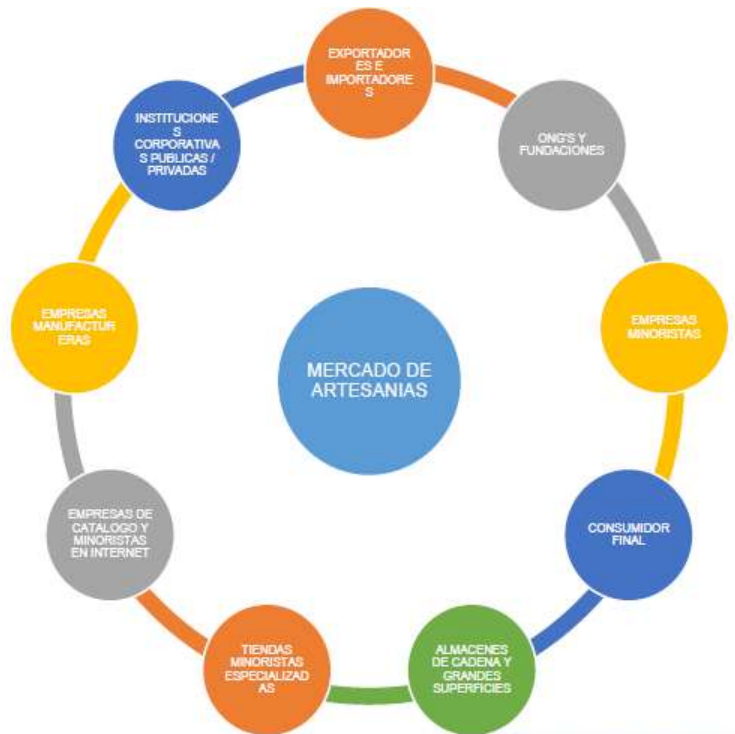 EXPORTADOR
ES E
IMPORTADORE
S
ONG'S Y
FUNDACIONES
EMPRESAS
MINORISTAS
CONSUMIDOR
FINAL
ALMACENES
DE CADENA Y
GRANDES
SUPERFICIES
TIENDAS
MINORISTAS
ESPECIALIZAD
AS
EMPRESAS DE
CATALOGO Y
MINORISTAS
EN INTERNET
EMPRESAS
MANUFACTUR
ERAS
INSTITUCIONE
S
CORPORATIVA
S PUBLICAS /
PRIVADAS
MERCADO DE
ARTESANIAS